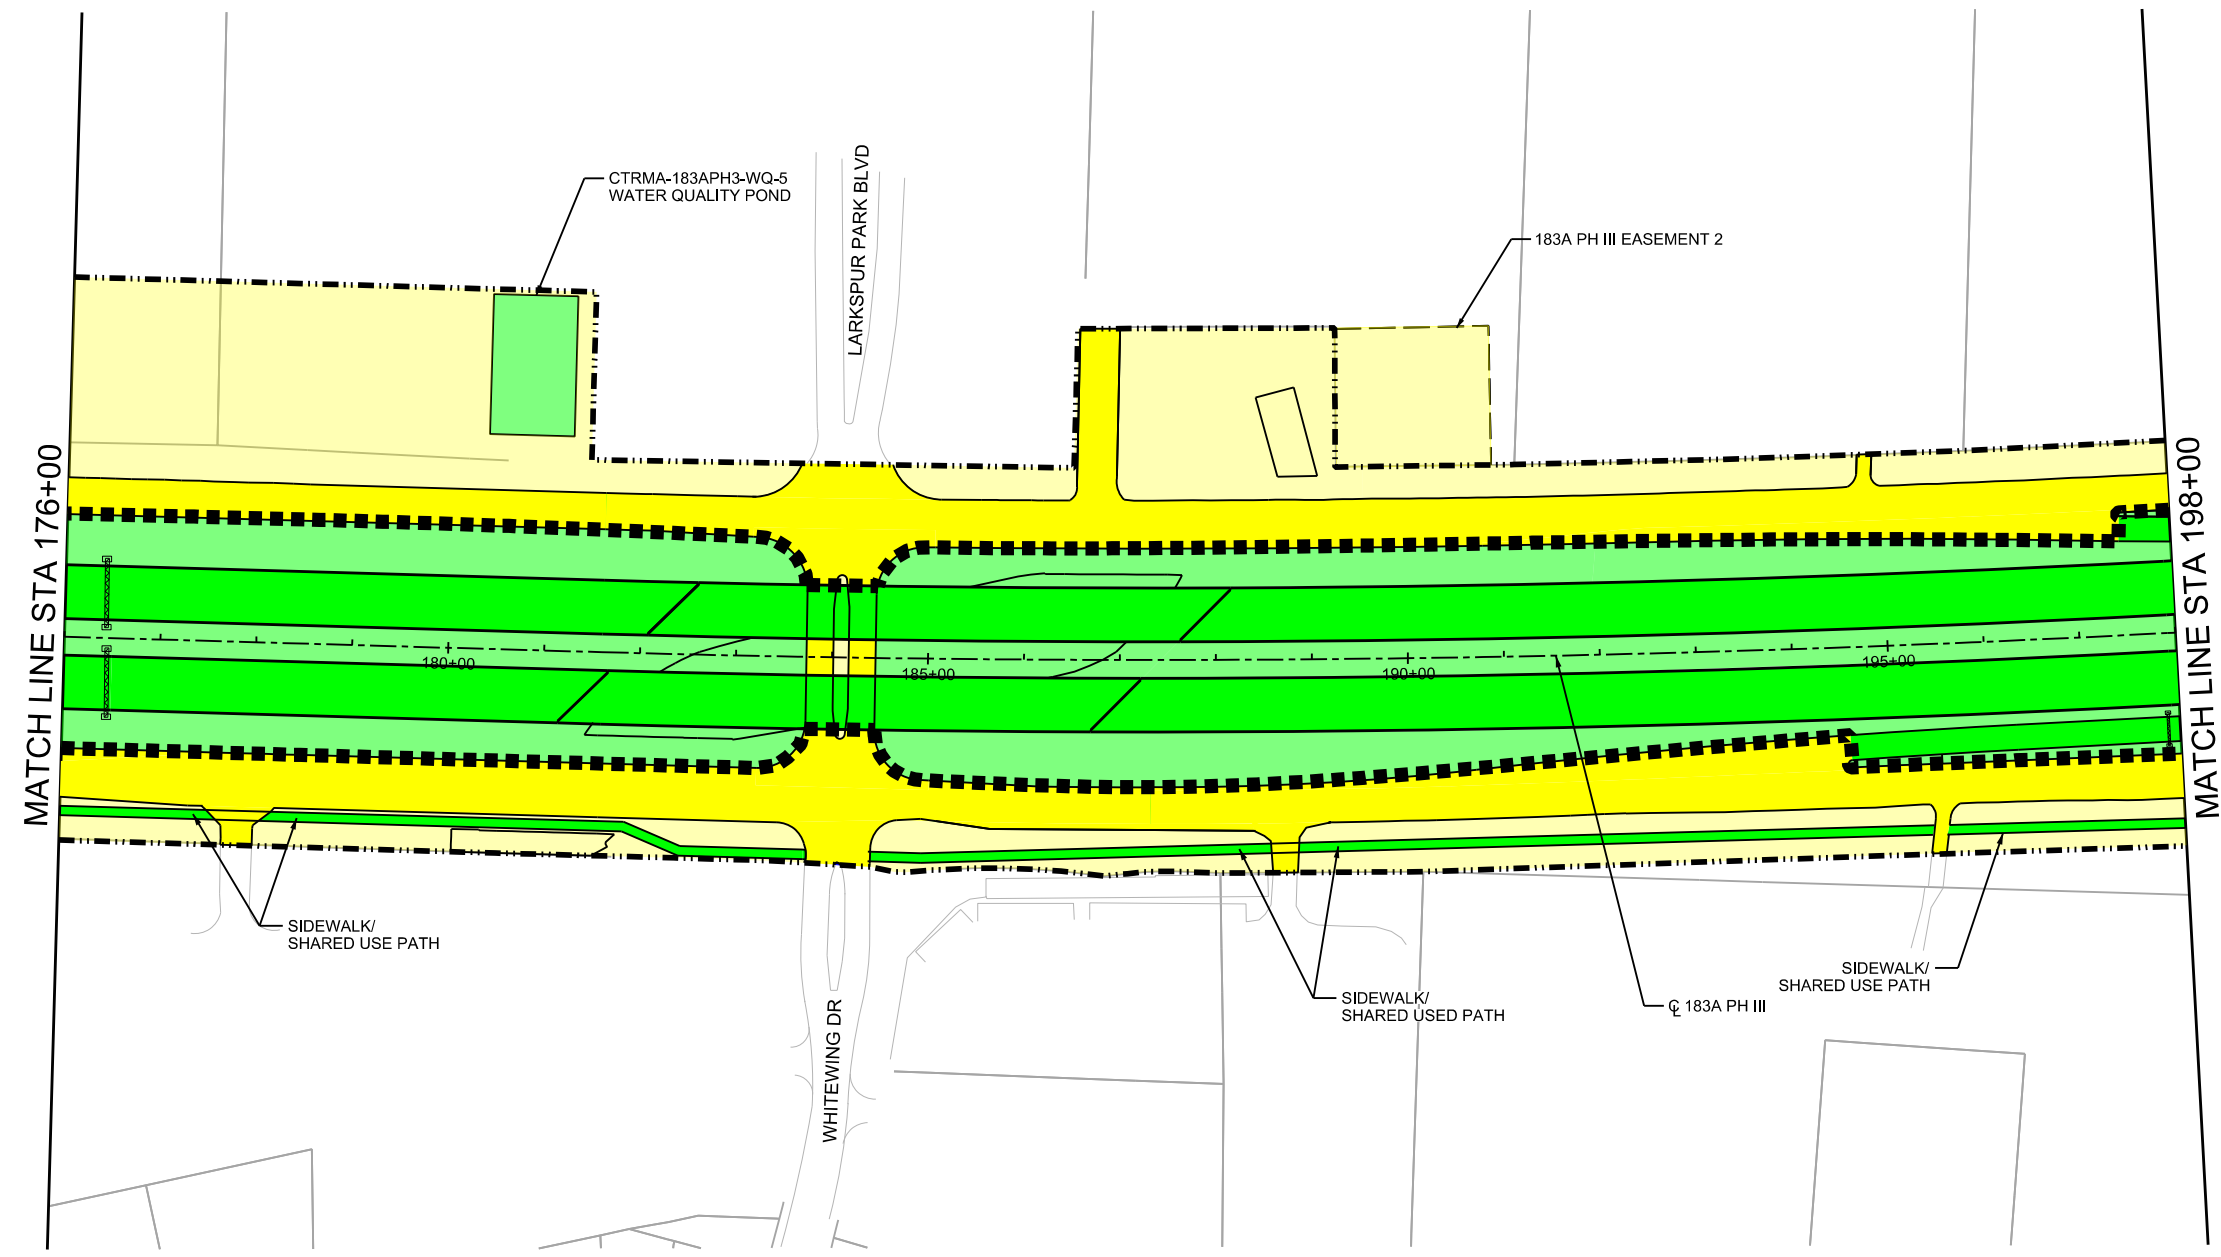 CTRMA-183APH3-WQ-5
WATER QUALITY POND
LARKSPUR PARK BLVD
183A PH III EASEMENT 2
MATCH LINE STA 176+00
MATCH LINE STA 198+00
180+00
185+00
190+00
195+00
SIDEWALK/
SHARED USE PATH
WHITEWING DR
SIDEWALK/
SHARED USED PATH
℄ 183A PH III
SIDEWALK/
SHARED USE PATH